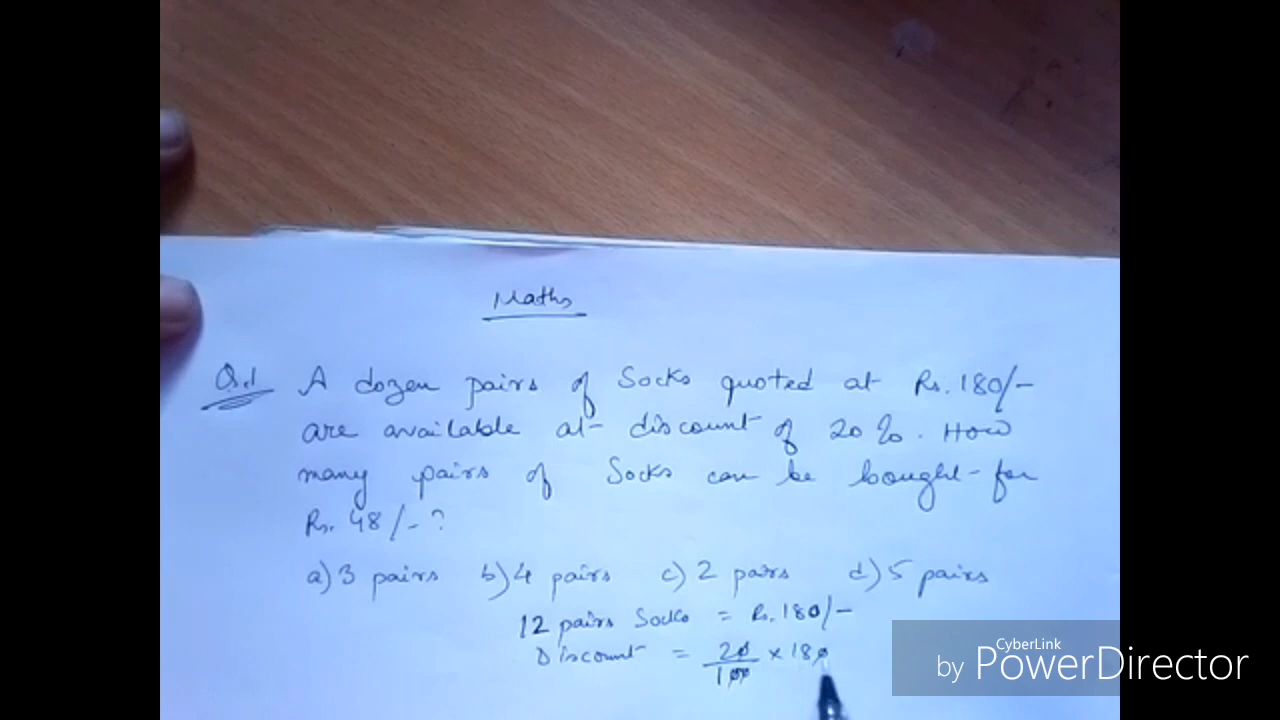 Maths
Q.1 A dozen pairs of Socks quoted at Rs. 180/-
are available at discount of 20%. How
many pairs of Socks can be bought for
Rs. 48/- ?
a) 3 pairs b) 4 pairs c) 2 pairs d) 5 pairs
12 pairs Socks = Rs. 180/-
Discount = 20/100 × 180
CyberLink
by PowerDirector